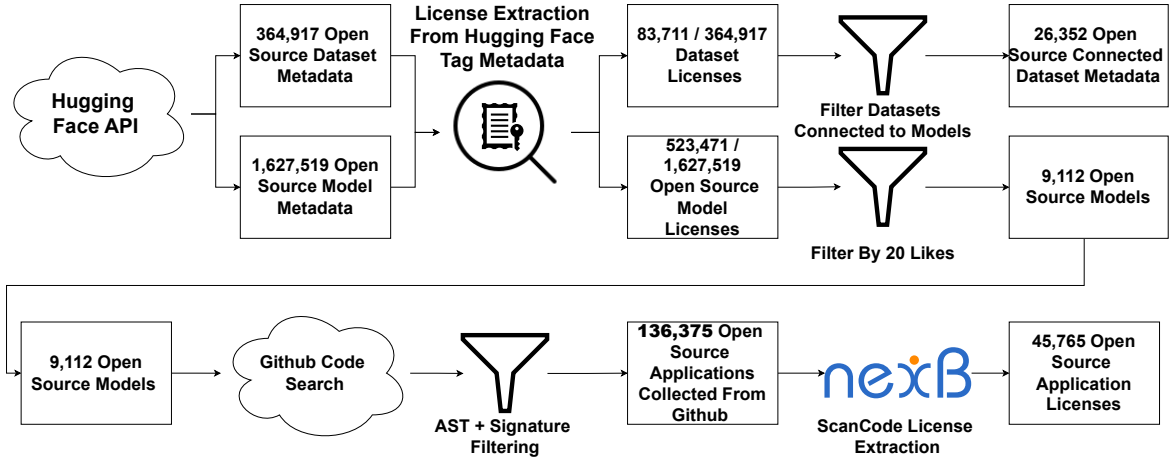 Hugging
Face API
364,917 Open
Source Dataset
Metadata
1,627,519 Open
Source Model
Metadata
License Extraction
From Hugging Face
Tag Metadata
83,711 / 364,917
Dataset
Licenses
523,471 /
1,627,519
Open Source
Model
Licenses
Filter Datasets
Connected to Models
Filter By 20 Likes
26,352 Open
Source Connected
Dataset Metadata
9,112 Open
Source Models
9,112 Open
Source Models
Github Code
Search
AST + Signature
Filtering
136,375 Open
Source
Applications
Collected From
Github
nexB
ScanCode License
Extraction
45,765 Open
Source
Application
Licenses